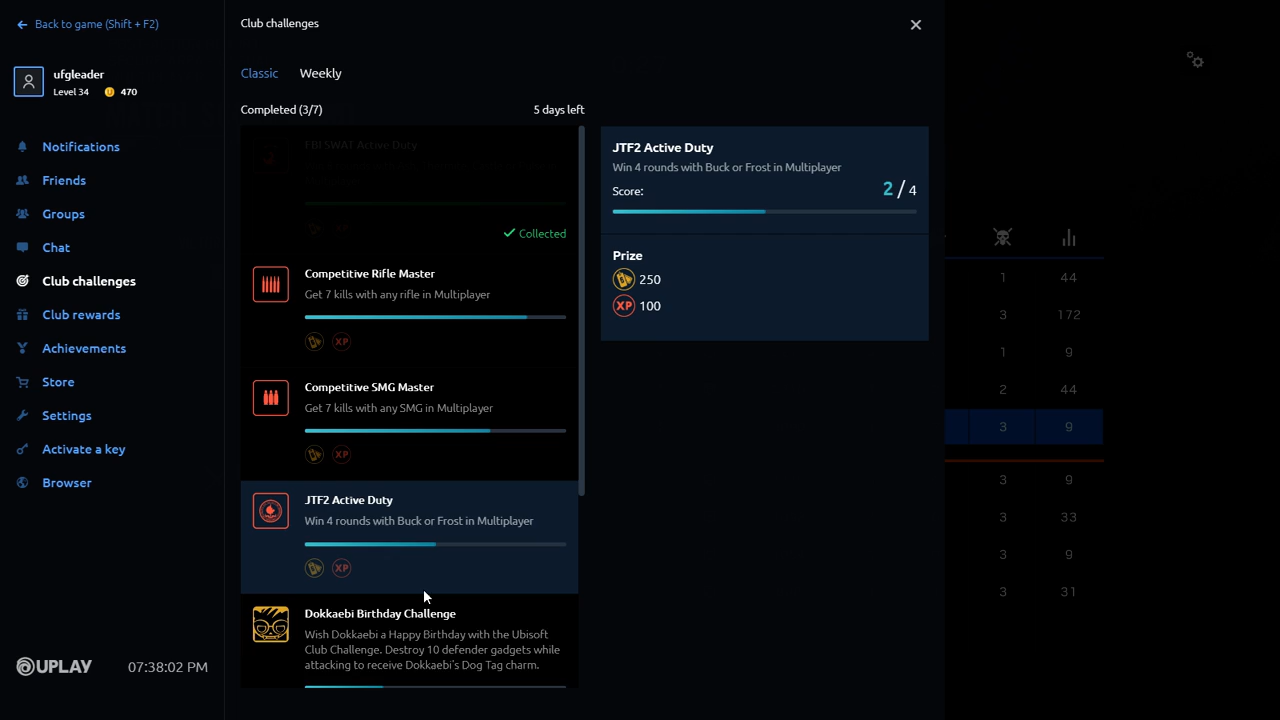 Back to game (Shift + F2)
ufgleader
Level 34 470
Notifications
Friends
Groups
Chat
Club challenges
Club rewards
Achievements
Store
Settings
Activate a key
Browser
UPLAY 07:38:02 PM
Club challenges
Classic Weekly
Completed (3/7) 5 days left
FBI SWAT Active Duty
Collected
Competitive Rifle Master
Get 7 kills with any rifle in Multiplayer
XP
Competitive SMG Master
Get 7 kills with any SMG in Multiplayer
XP
JTF2 Active Duty
Win 4 rounds with Buck or Frost in Multiplayer
XP
Dokkaebi Birthday Challenge
Wish Dokkaebi a Happy Birthday with the Ubisoft
Club Challenge. Destroy 10 defender gadgets while
attacking to receive Dokkaebi's Dog Tag charm.
JTF2 Active Duty
Win 4 rounds with Buck or Frost in Multiplayer
Score: 2 / 4
Prize
250
XP 100
1 44
3 172
1 9
2 44
3 9
3 9
3 33
3 9
3 31